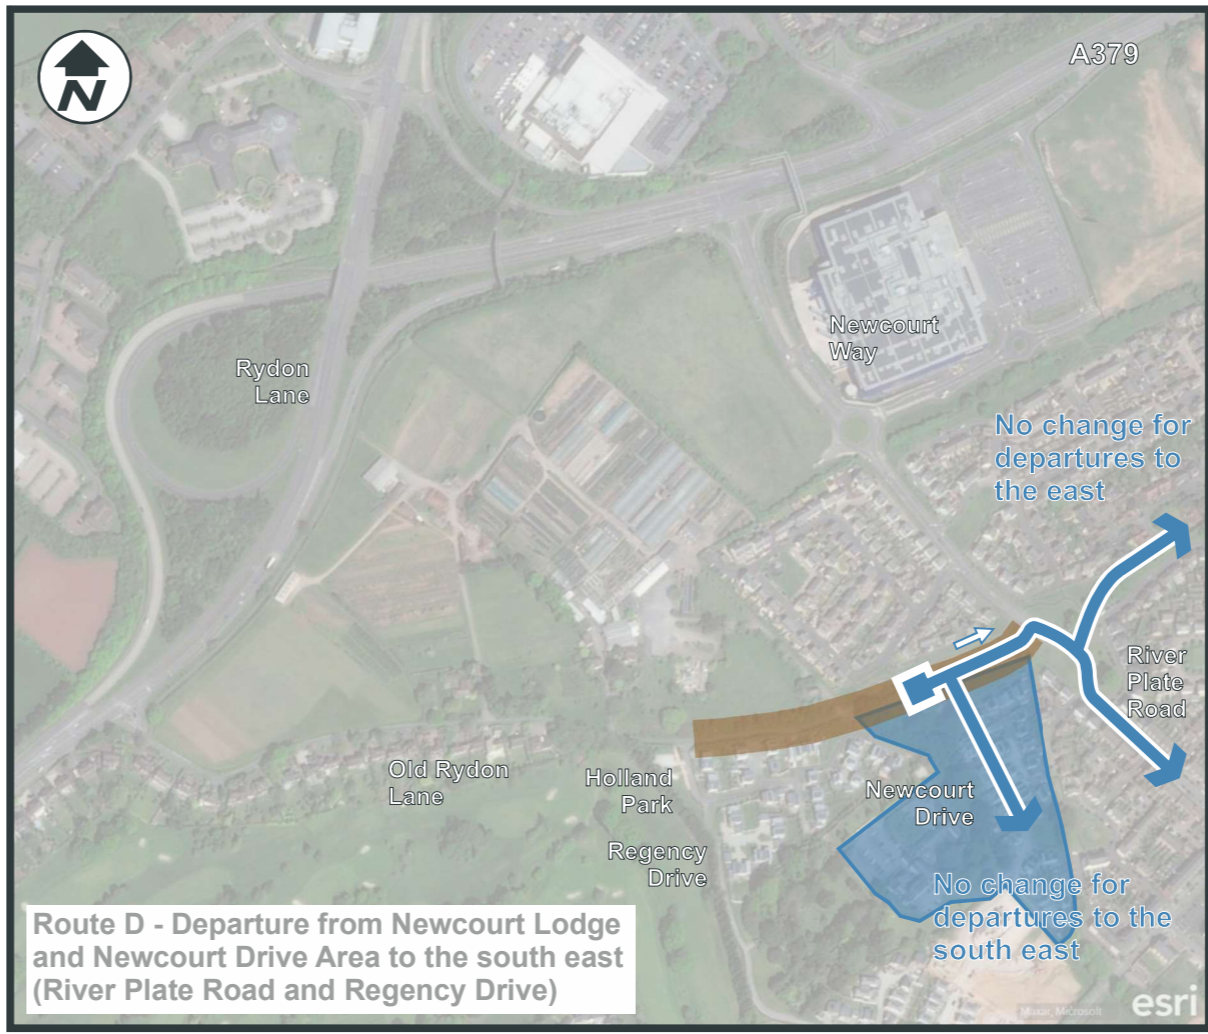 N
A379
Newcourt
Way
Rydon
Lane
No change for
departures to
the east
River
Plate
Road
Old Rydon
Lane
Holland
Park
Newcourt
Drive
Regency
Drive
No change for
departures to the
south east
Route D - Departure from Newcourt Lodge
and Newcourt Drive Area to the south east
(River Plate Road and Regency Drive)
Maxar, Microsoft
esri